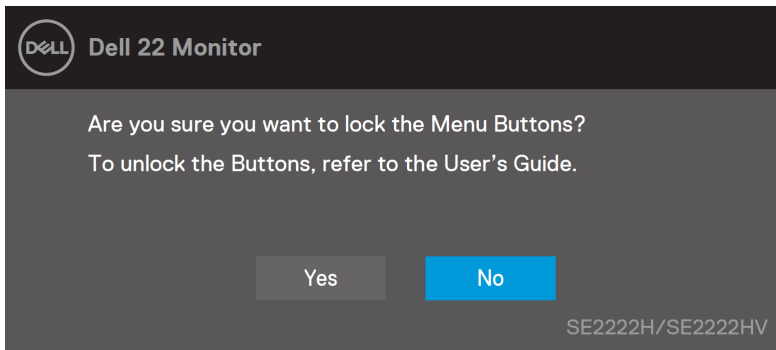 DELL Dell 22 Monitor
Are you sure you want to lock the Menu Buttons?
To unlock the Buttons, refer to the User’s Guide.
Yes No
SE2222H/SE2222HV